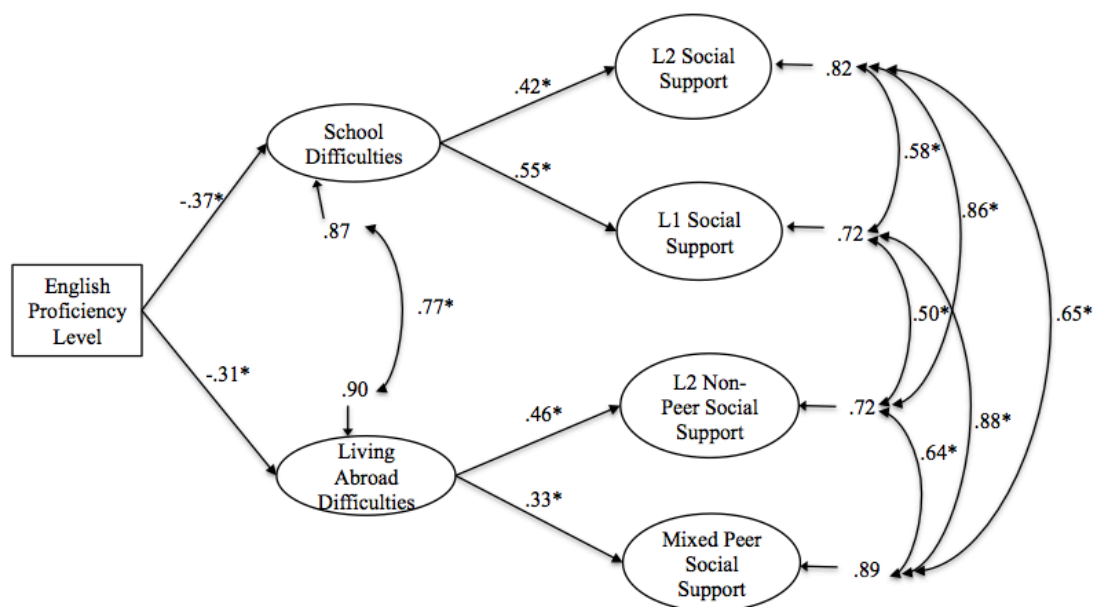 L2 Social
Support
.82
.42*
School
Difficulties
.58*
.55*
-.37*
.86*
L1 Social
Support
.72
.87
English
Proficiency
Level
.77*
.50*
.65*
-.31*
.90
L2 Non-
Peer Social
Support
.72
.46*
.88*
.64*
Living
Abroad
Difficulties
.33*
Mixed Peer
Social
Support
.89